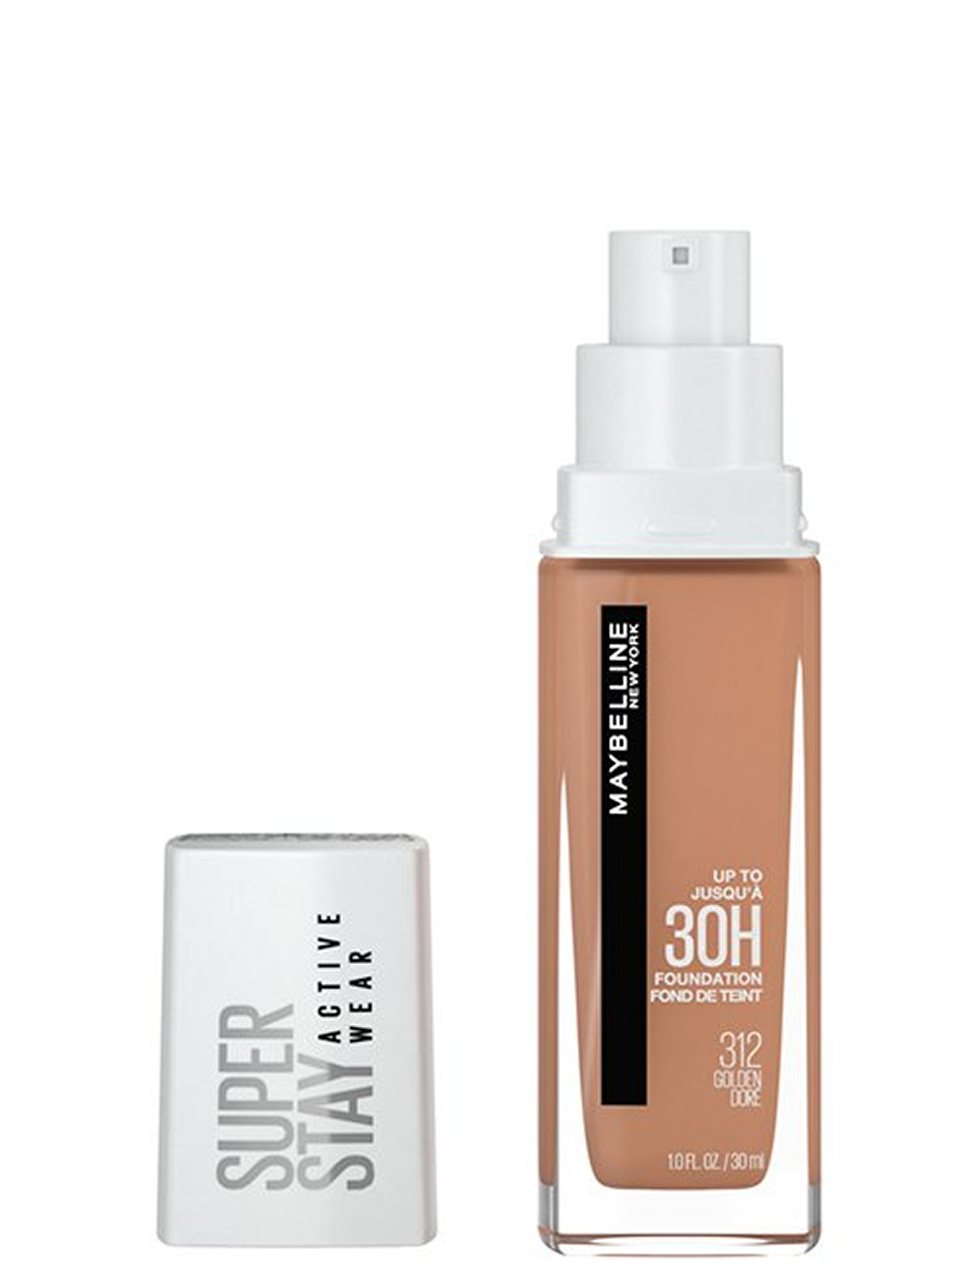 SUPER
STAY
ACTIVE
WEAR
MAYBELLINE
NEW YORK
UP TO
JUSQU'À
30H
FOUNDATION
FOND DE TEINT
312
GOLDEN
DORÉ
1.0 FL. OZ. / 30 ml